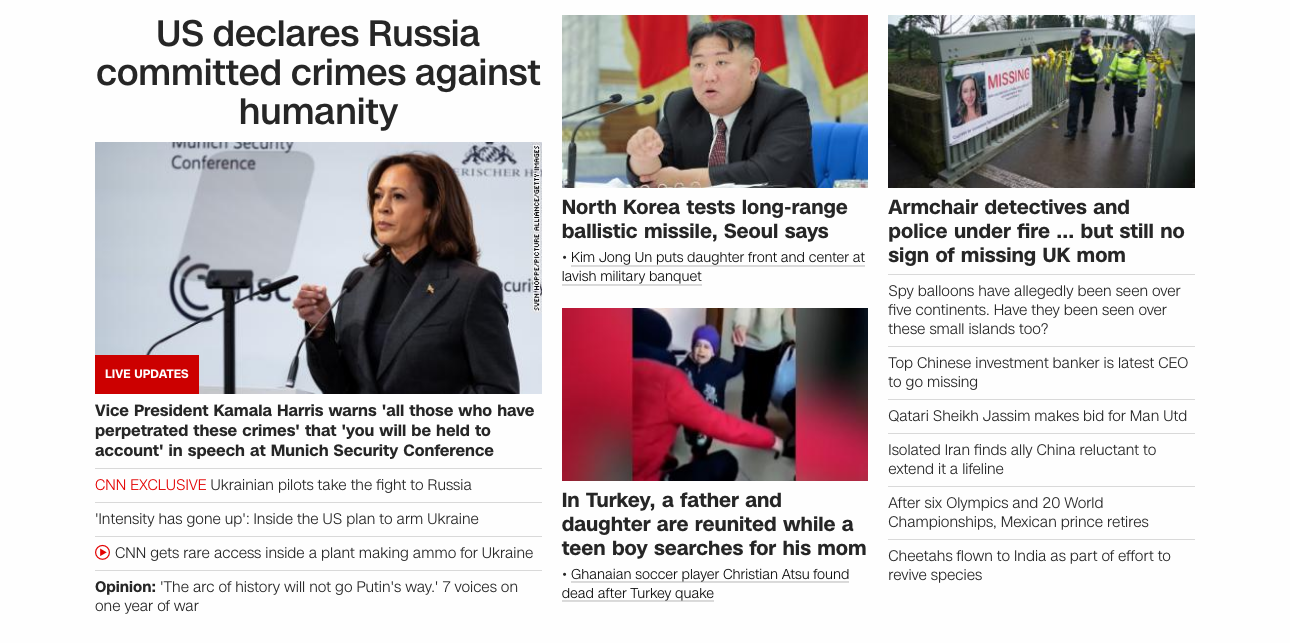 US declares Russia
committed crimes against
humanity
Munich Security
Conference
LIVE UPDATES
SVEN HOPPE/PICTURE ALLIANCE/GETTY IMAGES
Vice President Kamala Harris warns 'all those who have
perpetrated these crimes' that 'you will be held to
account' in speech at Munich Security Conference
CNN EXCLUSIVE Ukrainian pilots take the fight to Russia
'Intensity has gone up': Inside the US plan to arm Ukraine
CNN gets rare access inside a plant making ammo for Ukraine
Opinion: 'The arc of history will not go Putin's way.' 7 voices on
one year of war
North Korea tests long-range
ballistic missile, Seoul says
• Kim Jong Un puts daughter front and center at
lavish military banquet
In Turkey, a father and
daughter are reunited while a
teen boy searches for his mom
• Ghanaian soccer player Christian Atsu found
dead after Turkey quake
MISSING
Armchair detectives and
police under fire ... but still no
sign of missing UK mom
Spy balloons have allegedly been seen over
five continents. Have they been seen over
these small islands too?
Top Chinese investment banker is latest CEO
to go missing
Qatari Sheikh Jassim makes bid for Man Utd
Isolated Iran finds ally China reluctant to
extend it a lifeline
After six Olympics and 20 World
Championships, Mexican prince retires
Cheetahs flown to India as part of effort to
revive species